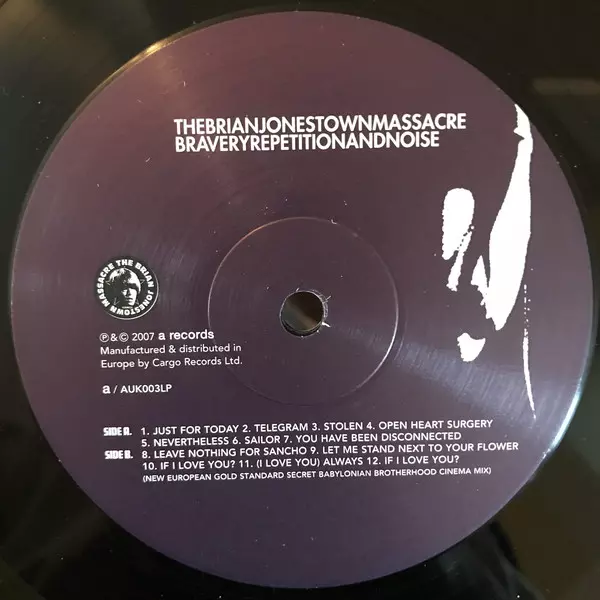 THEBRIANJONESTOWNMASSACRE
BRAVERYREPETITIONANDNOISE
THE BRIAN JONESTOWN MASSACRE
℗ & © 2007 a records
Manufactured & distributed in
Europe by Cargo Records Ltd.
a / AUK003LP
SIDE A. 1. JUST FOR TODAY 2. TELEGRAM 3. STOLEN 4. OPEN HEART SURGERY
5. NEVERTHELESS 6. SAILOR 7. YOU HAVE BEEN DISCONNECTED
SIDE B. 8. LEAVE NOTHING FOR SANCHO 9. LET ME STAND NEXT TO YOUR FLOWER
10. IF I LOVE YOU? 11. (I LOVE YOU) ALWAYS 12. IF I LOVE YOU?
(NEW EUROPEAN GOLD STANDARD SECRET BABYLONIAN BROTHERHOOD CINEMA MIX)